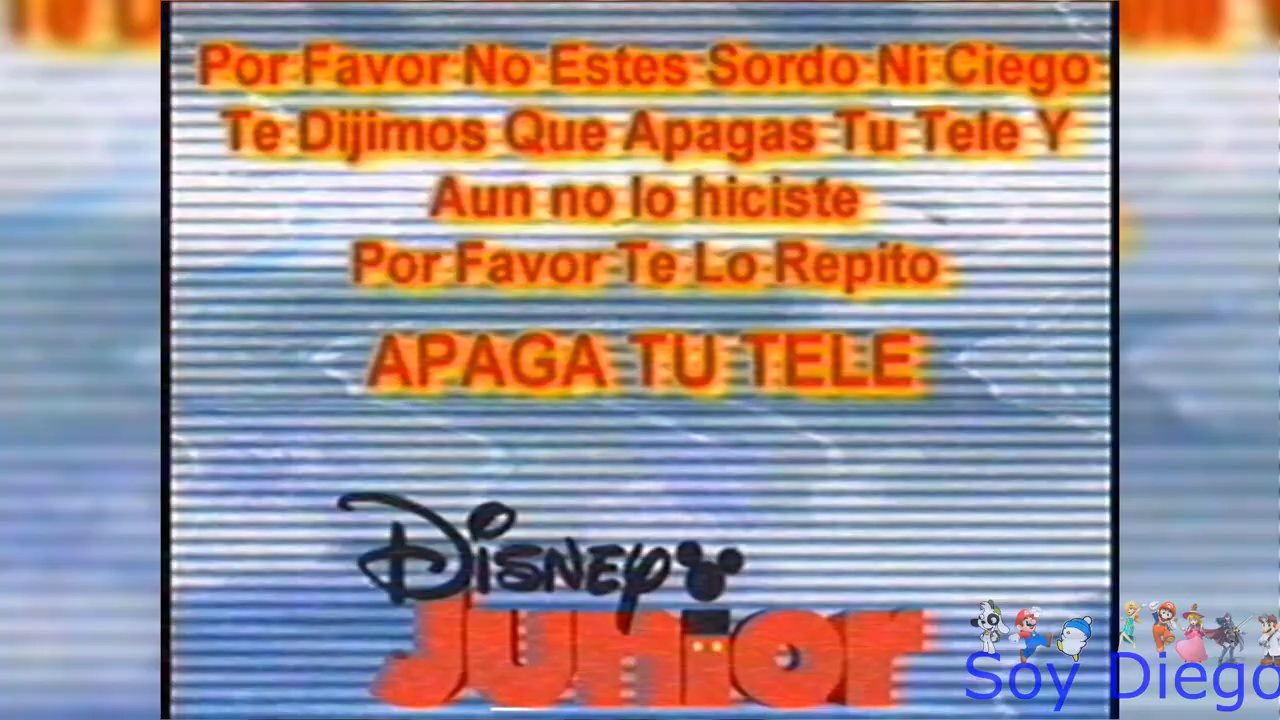 Por Favor No Estes Sordo Ni Ciego
Te Dijimos Que Apagas Tu Tele Y
Aun no lo hiciste
Por Favor Te Lo Repito
APAGA TU TELE
Disney
Junior
Soy Diego